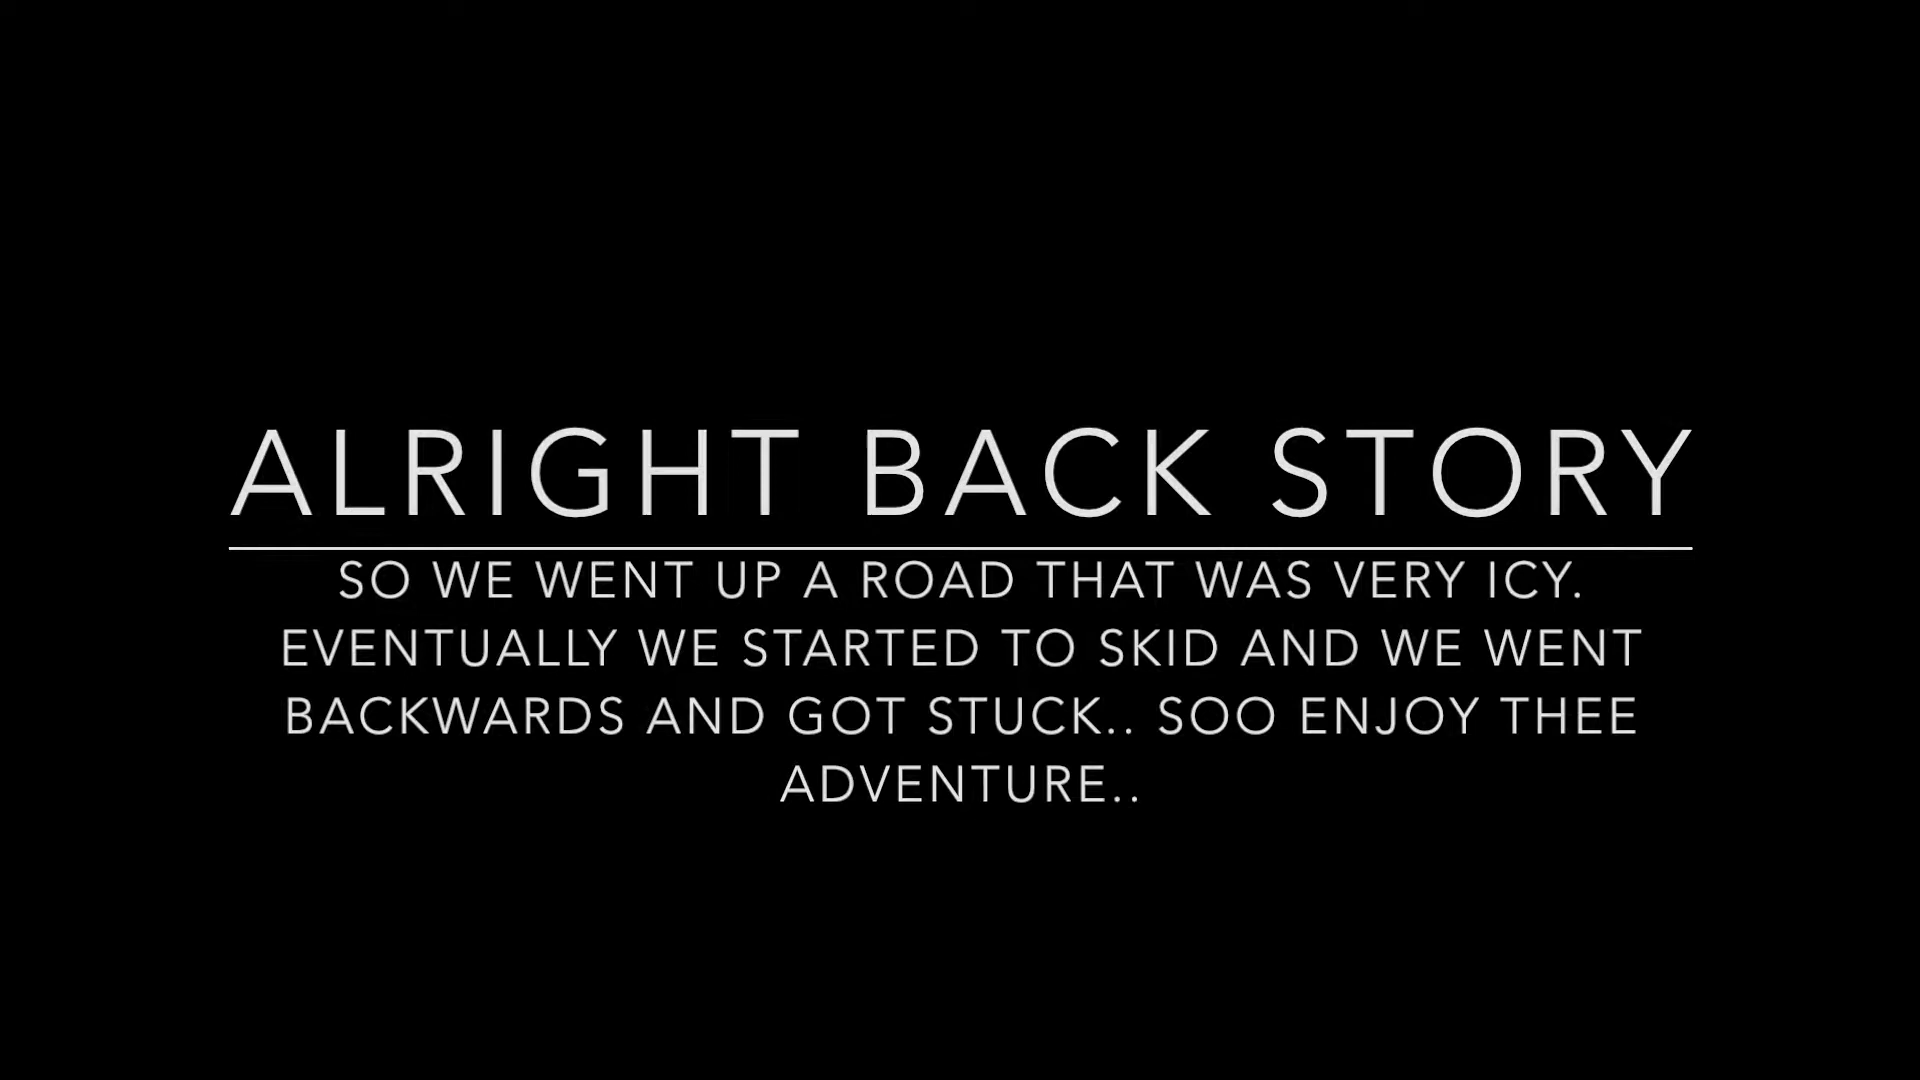 ALRIGHT BACK STORY
SO WE WENT UP A ROAD THAT WAS VERY ICY.
EVENTUALLY WE STARTED TO SKID AND WE WENT
BACKWARDS AND GOT STUCK.. SOO ENJOY THEE
ADVENTURE..